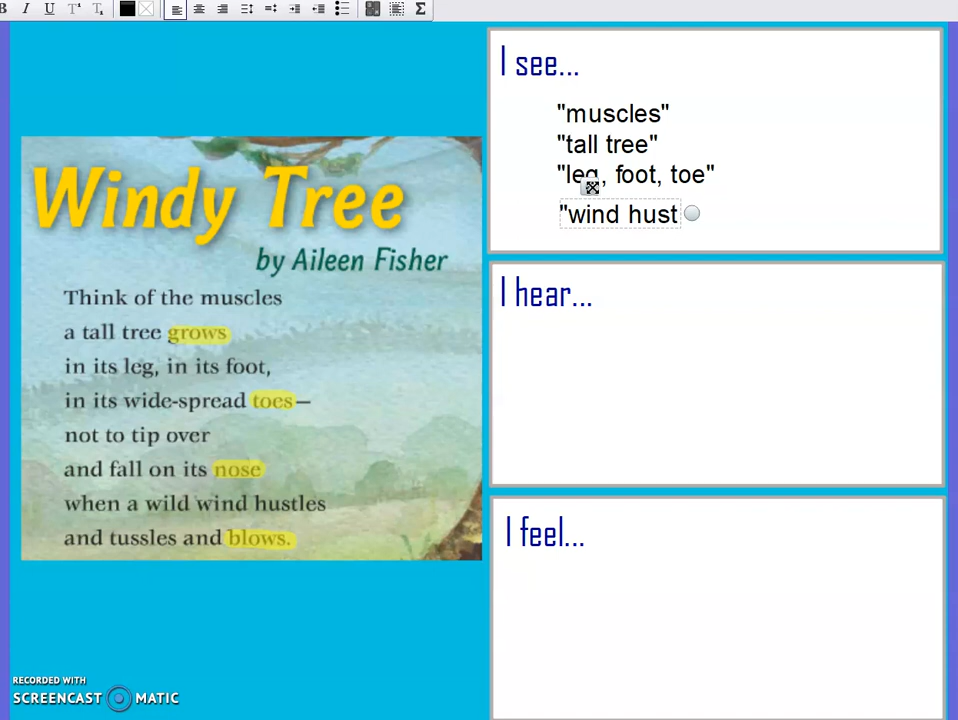 B I U T T Σ
Windy Tree
by Aileen Fisher
Think of the muscles
a tall tree grows
in its leg, in its foot,
in its wide-spread toes—
not to tip over
and fall on its nose
when a wild wind hustles
and tussles and blows.
I see...
"muscles"
"tall tree"
"leg, foot, toe"
"wind hust
I hear...
I feel...
RECORDED WITH
SCREENCAST MATIC